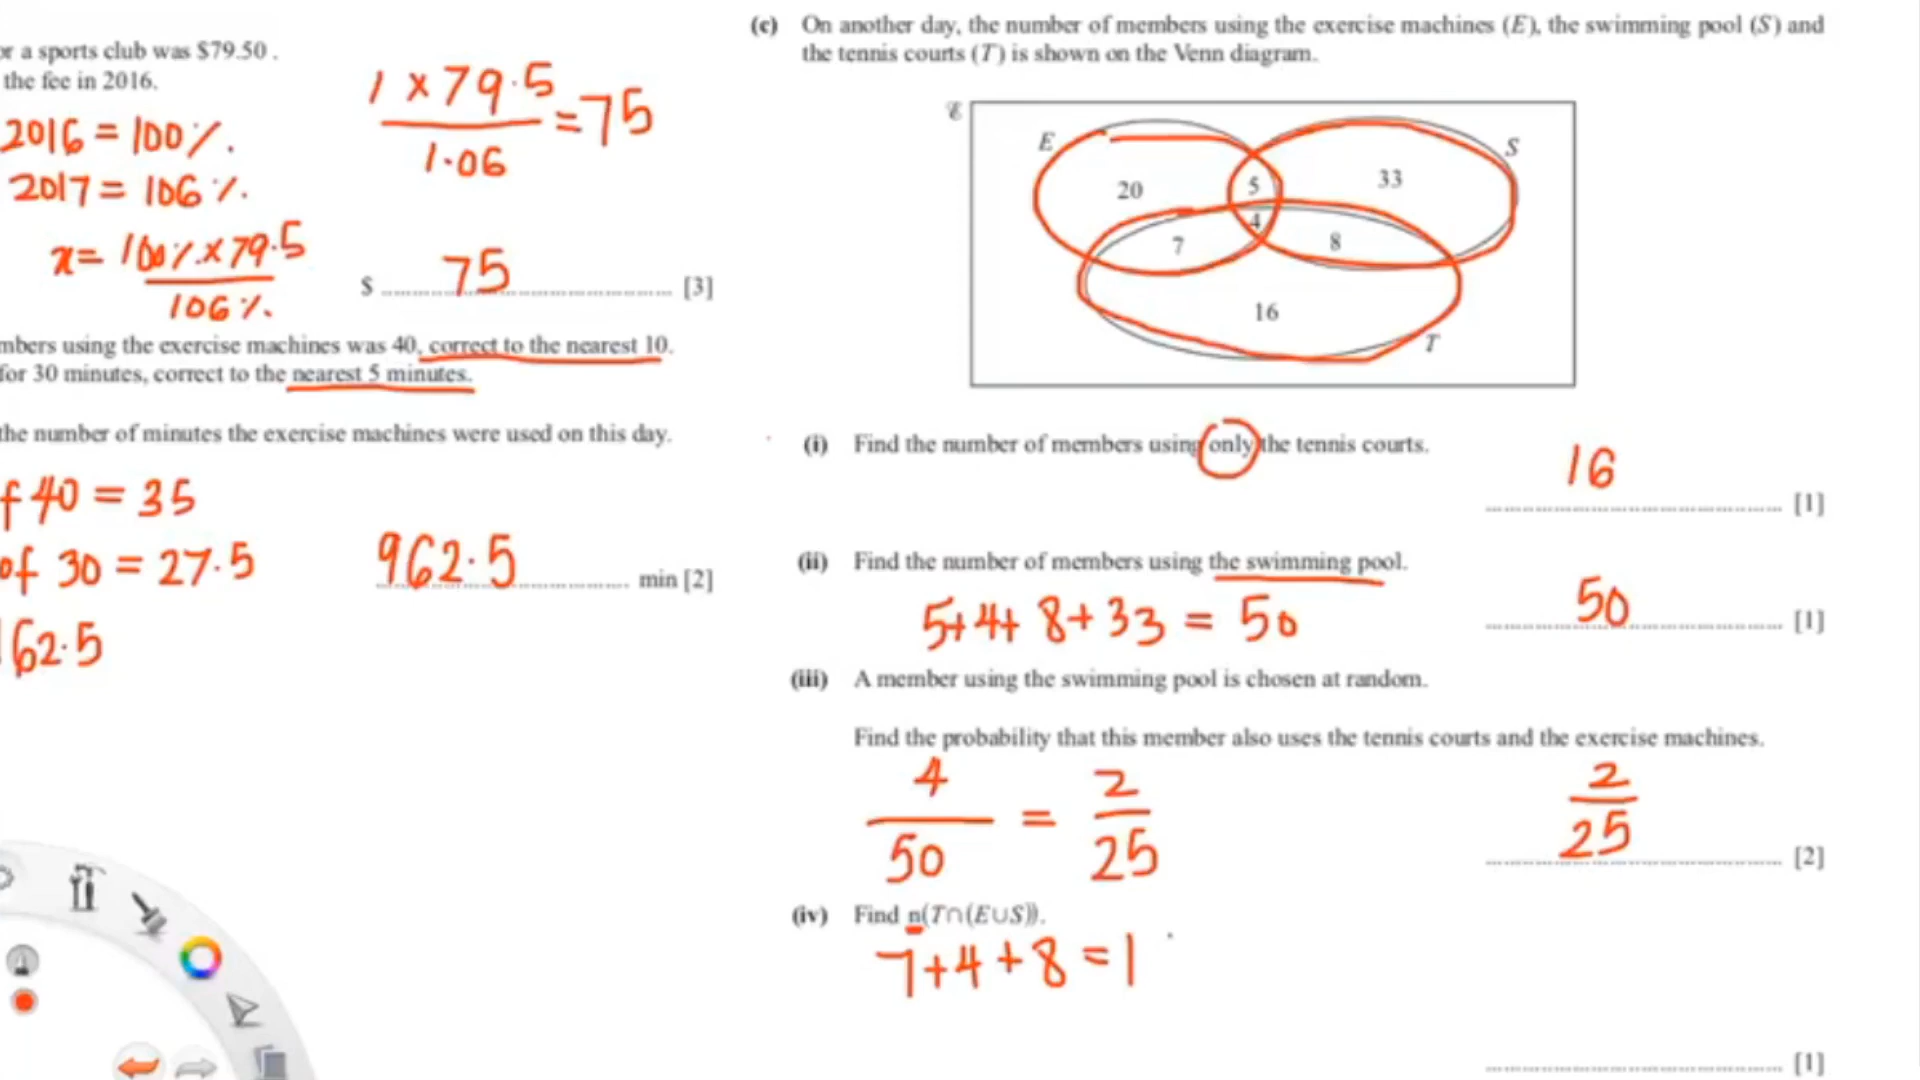 or a sports club was $79.50 .
the fee in 2016.
2016 = 100%.
2017 = 106%.
x = 100% × 79.5
106%.
1 × 79.5
1.06
= 75
$ 75 [3]
mbers using the exercise machines was 40, correct to the nearest 10.
for 30 minutes, correct to the nearest 5 minutes.
the number of minutes the exercise machines were used on this day.
f 40 = 35
of 30 = 27.5
962.5 min [2]
62.5
(c) On another day, the number of members using the exercise machines (E), the swimming pool (S) and
the tennis courts (T) is shown on the Venn diagram.
ℰ
E
S
20
5
33
4
7
8
16
T
(i) Find the number of members using only the tennis courts.
16
[1]
(ii) Find the number of members using the swimming pool.
5+4+8+33 = 50
50
[1]
(iii) A member using the swimming pool is chosen at random.
Find the probability that this member also uses the tennis courts and the exercise machines.
4
50
=
2
25
2
25
[2]
(iv) Find n(T∩(E∪S)).
7+4+8=1
[1]